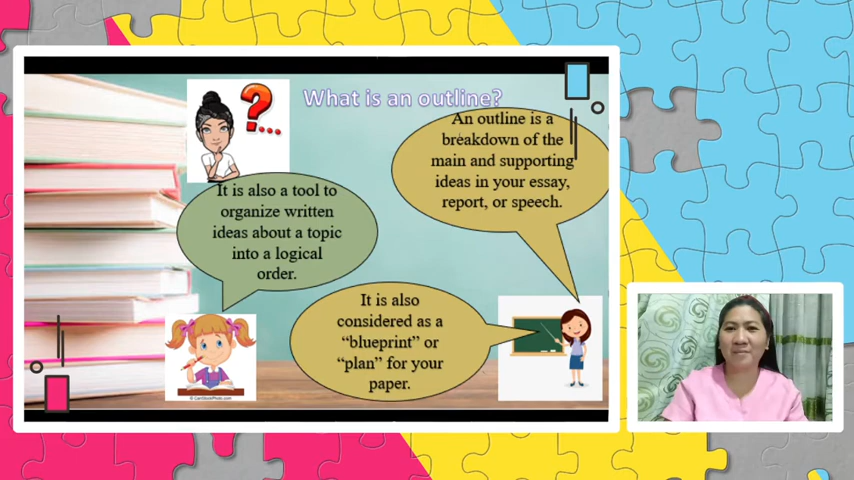 What is an outline?
An outline is a
breakdown of the
main and supporting
ideas in your essay,
report, or speech.
It is also a tool to
organize written
ideas about a topic
into a logical
order.
It is also
considered as a
“blueprint” or
“plan” for your
paper.
© CanStockPhoto.com